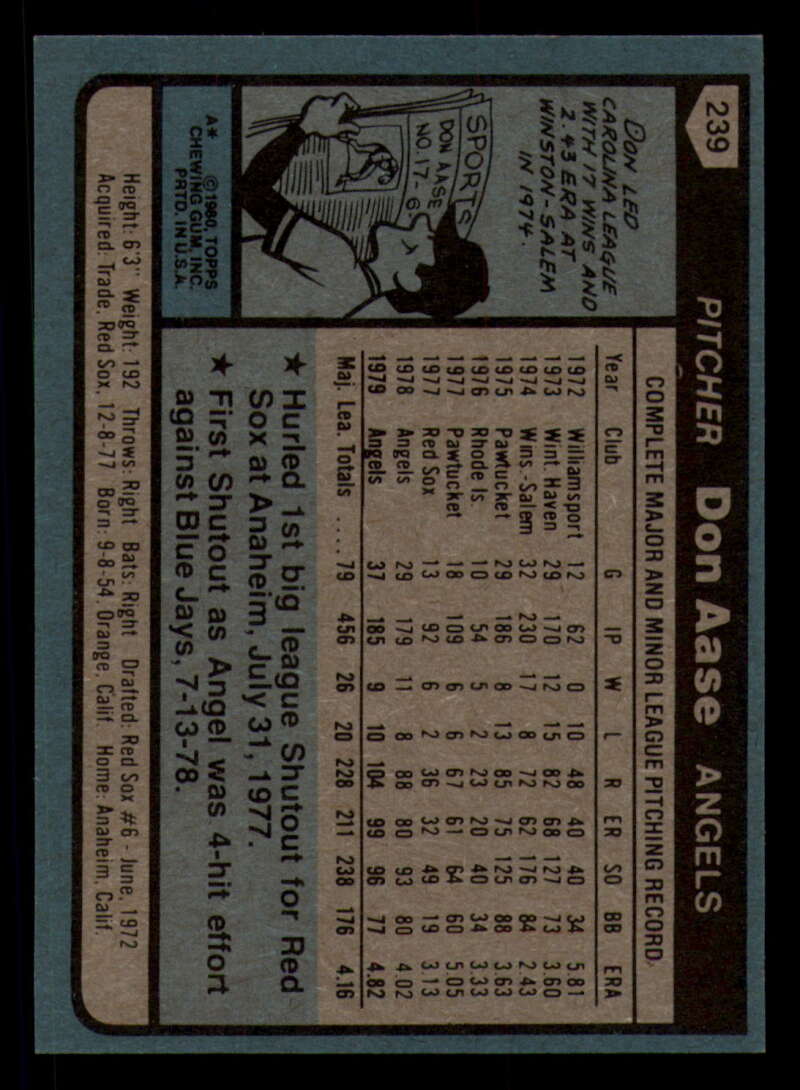 239
PITCHER Don Aase ANGELS
DON LED
CAROLINA LEAGUE
WITH 17 WINS AND
2.43 ERA AT
WINSTON-SALEM
IN 1974.
SPORTS
DON AASE
NO. 17-6.
A* © 1980, TOPPS
CHEWING GUM, INC.
PRTD. IN U.S.A.
COMPLETE MAJOR AND MINOR LEAGUE PITCHING RECORD
Year Club G IP W L R ER SO BB ERA
1972 Williamsport 12 62 0 10 48 40 40 34 5.81
1973 Wint. Haven 29 170 12 15 82 68 127 73 3.60
1974 Wins.-Salem 32 230 17 8 72 62 176 84 2.43
1975 Pawtucket 29 186 8 13 85 75 125 88 3.63
1976 Rhode Is. 10 54 5 2 23 20 40 34 3.33
1977 Pawtucket 18 109 6 6 67 61 64 60 5.05
1977 Red Sox 13 92 6 2 36 32 49 19 3.13
1978 Angels 29 179 11 8 88 80 93 80 4.02
1979 Angels 37 185 9 10 104 99 96 77 4.82
Maj. Lea. Totals .... 79 456 26 20 228 211 238 176 4.16
★ Hurled 1st big league Shutout for Red
Sox at Anaheim, July 31, 1977.
★ First Shutout as Angel was 4-hit effort
against Blue Jays, 7-13-78.
Height: 6'3" Weight: 192 Throws: Right Bats: Right Drafted: Red Sox #6 - June, 1972
Acquired: Trade, Red Sox, 12-8-77 Born: 9-8-54, Orange, Calif. Home: Anaheim, Calif.